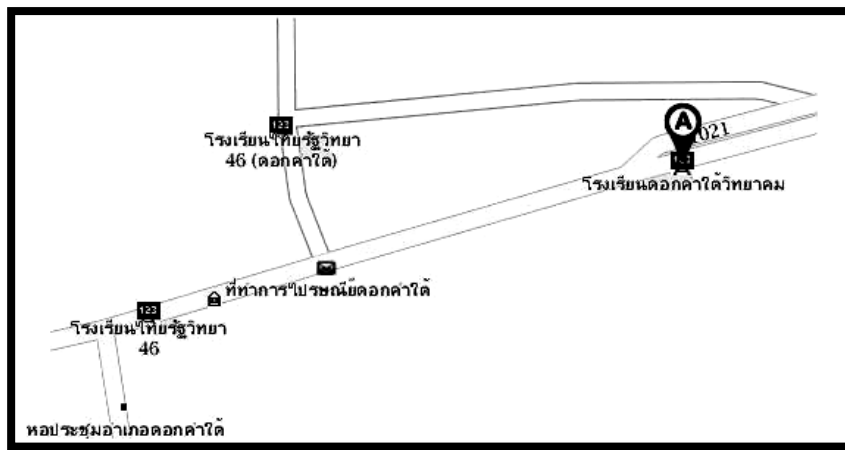 123
โรงเรียนไทยรัฐวิทยา
46 (ดอกคำใต้)
A
1021
โรงเรียนดอกคำใต้วิทยาคม
ที่ทำการไปรษณีย์ดอกคำใต้
123
โรงเรียนไทยรัฐวิทยา
46
หอประชุมอำเภอดอกคำใต้